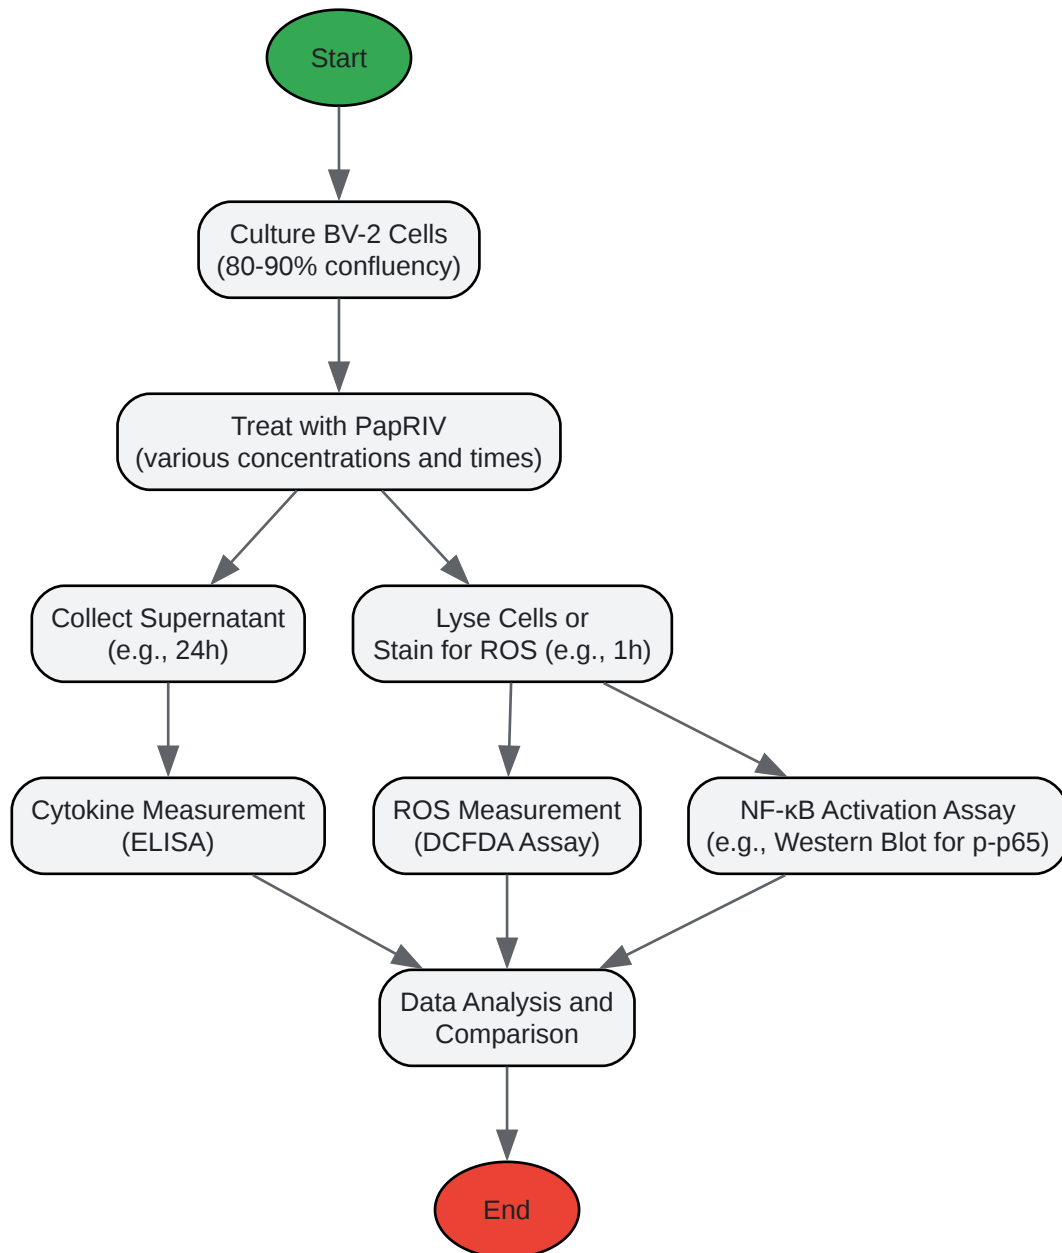 Start
Culture BV-2 Cells
(80-90% confluency)
Treat with PapRIV
(various concentrations and times)
Collect Supernatant
(e.g., 24h)
Lyse Cells or
Stain for ROS (e.g., 1h)
Cytokine Measurement
(ELISA)
ROS Measurement
(DCFDA Assay)
NF-κB Activation Assay
(e.g., Western Blot for p-p65)
Data Analysis and
Comparison
End